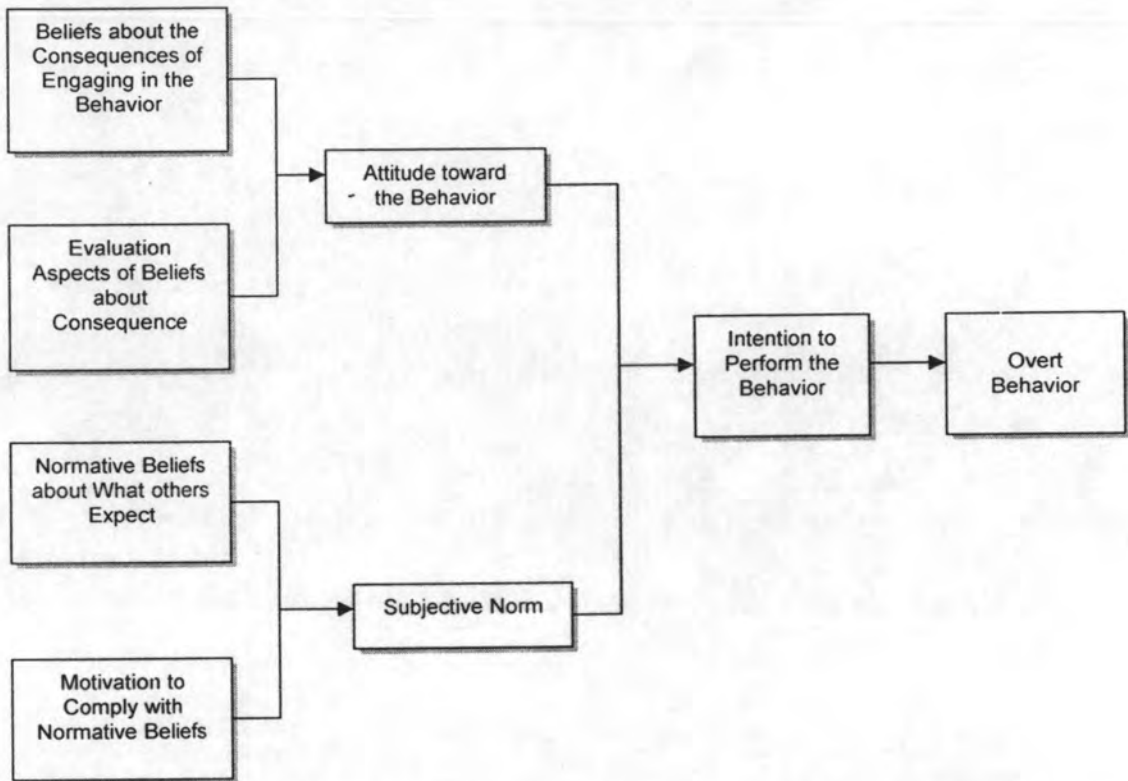 Beliefs about the
Consequences of
Engaging in the
Behavior
Evaluation
Aspects of Beliefs
about
Consequence
Attitude toward
the Behavior
Normative Beliefs
about What others
Expect
Motivation to
Comply with
Normative Beliefs
Subjective Norm
Intention to
Perform the
Behavior
Overt
Behavior